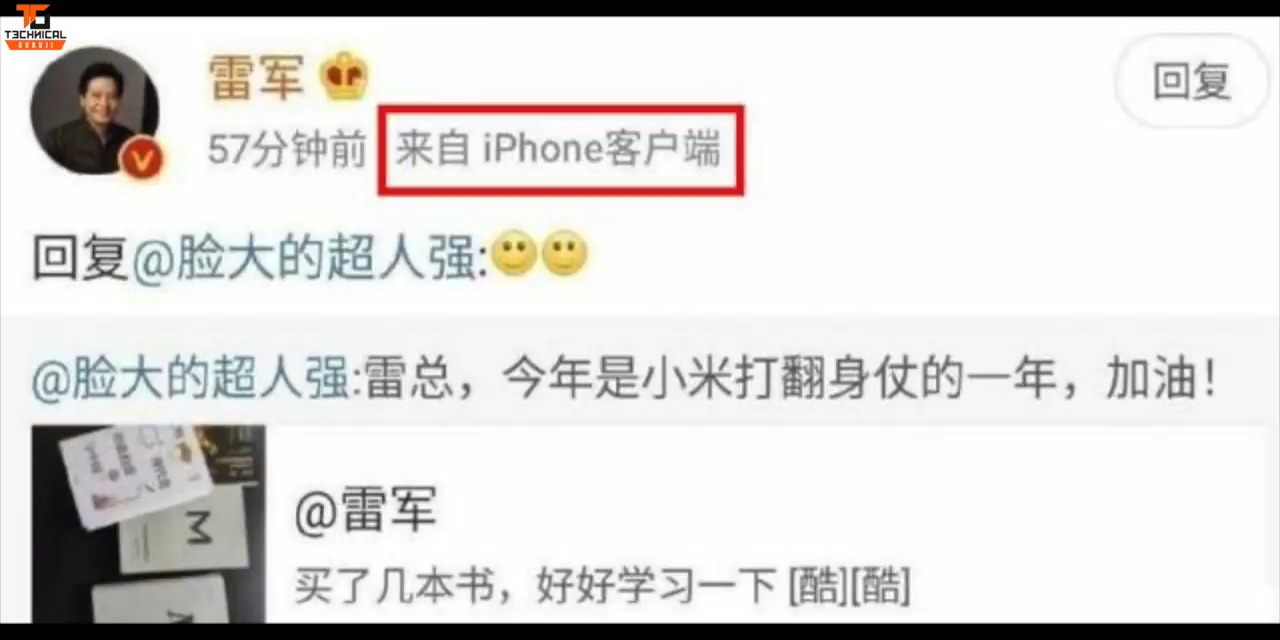 T3CHNICAL
GURUJI
雷军
回复
57分钟前 来自 iPhone客户端
回复@脸大的超人强:
@脸大的超人强:雷总，今年是小米打翻身仗的一年，加油！
M
@雷军
买了几本书，好好学习一下 [酷][酷]